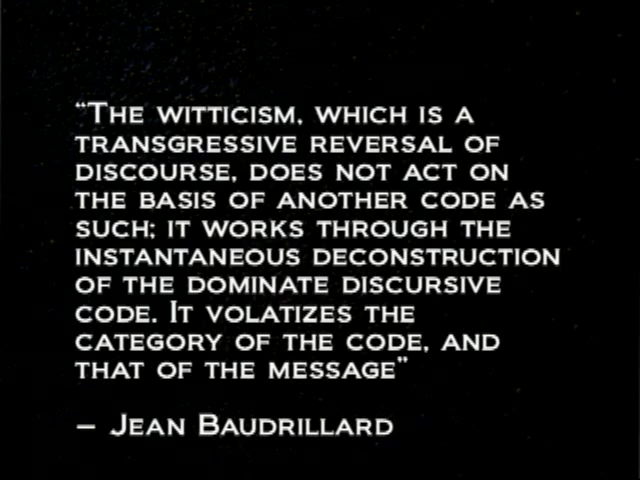 “The witticism, which is a
transgressive reversal of
discourse, does not act on
the basis of another code as
such; it works through the
instantaneous deconstruction
of the dominate discursive
code. It volatizes the
category of the code, and
that of the message”
– Jean Baudrillard